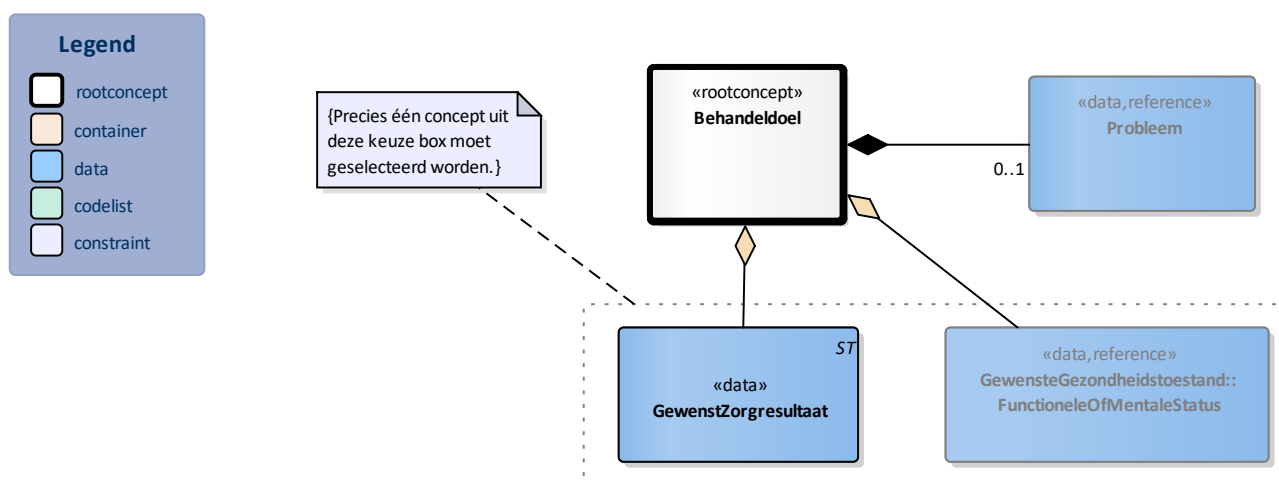 Legend
rootconcept
container
data
codelist
constraint
{Precies één concept uit
deze keuze box moet
geselecteerd worden.}
«rootconcept»
Behandeldoel
«data,reference»
Probleem
0..1
ST
«data»
GewenstZorgresultaat
«data,reference»
GewensteGezondheidstoestand::
FunctioneleOfMentaleStatus